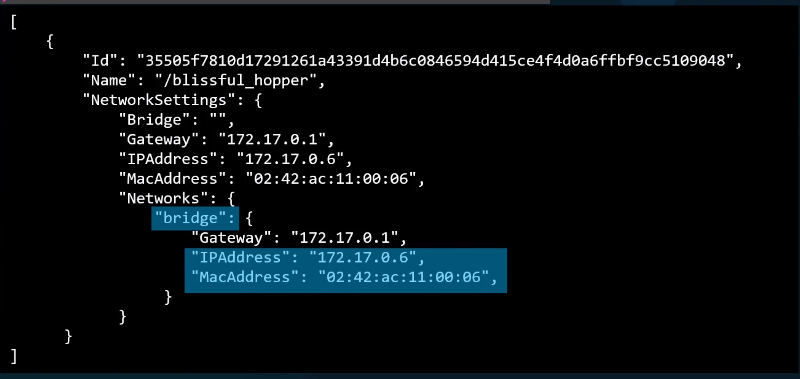 [
{
"Id": "35505f7810d17291261a43391d4b6c0846594d415ce4f4d0a6ffbf9cc5109048",
"Name": "/blissful_hopper",
"NetworkSettings": {
"Bridge": "",
"Gateway": "172.17.0.1",
"IPAddress": "172.17.0.6",
"MacAddress": "02:42:ac:11:00:06",
"Networks": {
"bridge": {
"Gateway": "172.17.0.1",
"IPAddress": "172.17.0.6",
"MacAddress": "02:42:ac:11:00:06",
}
}
}
]